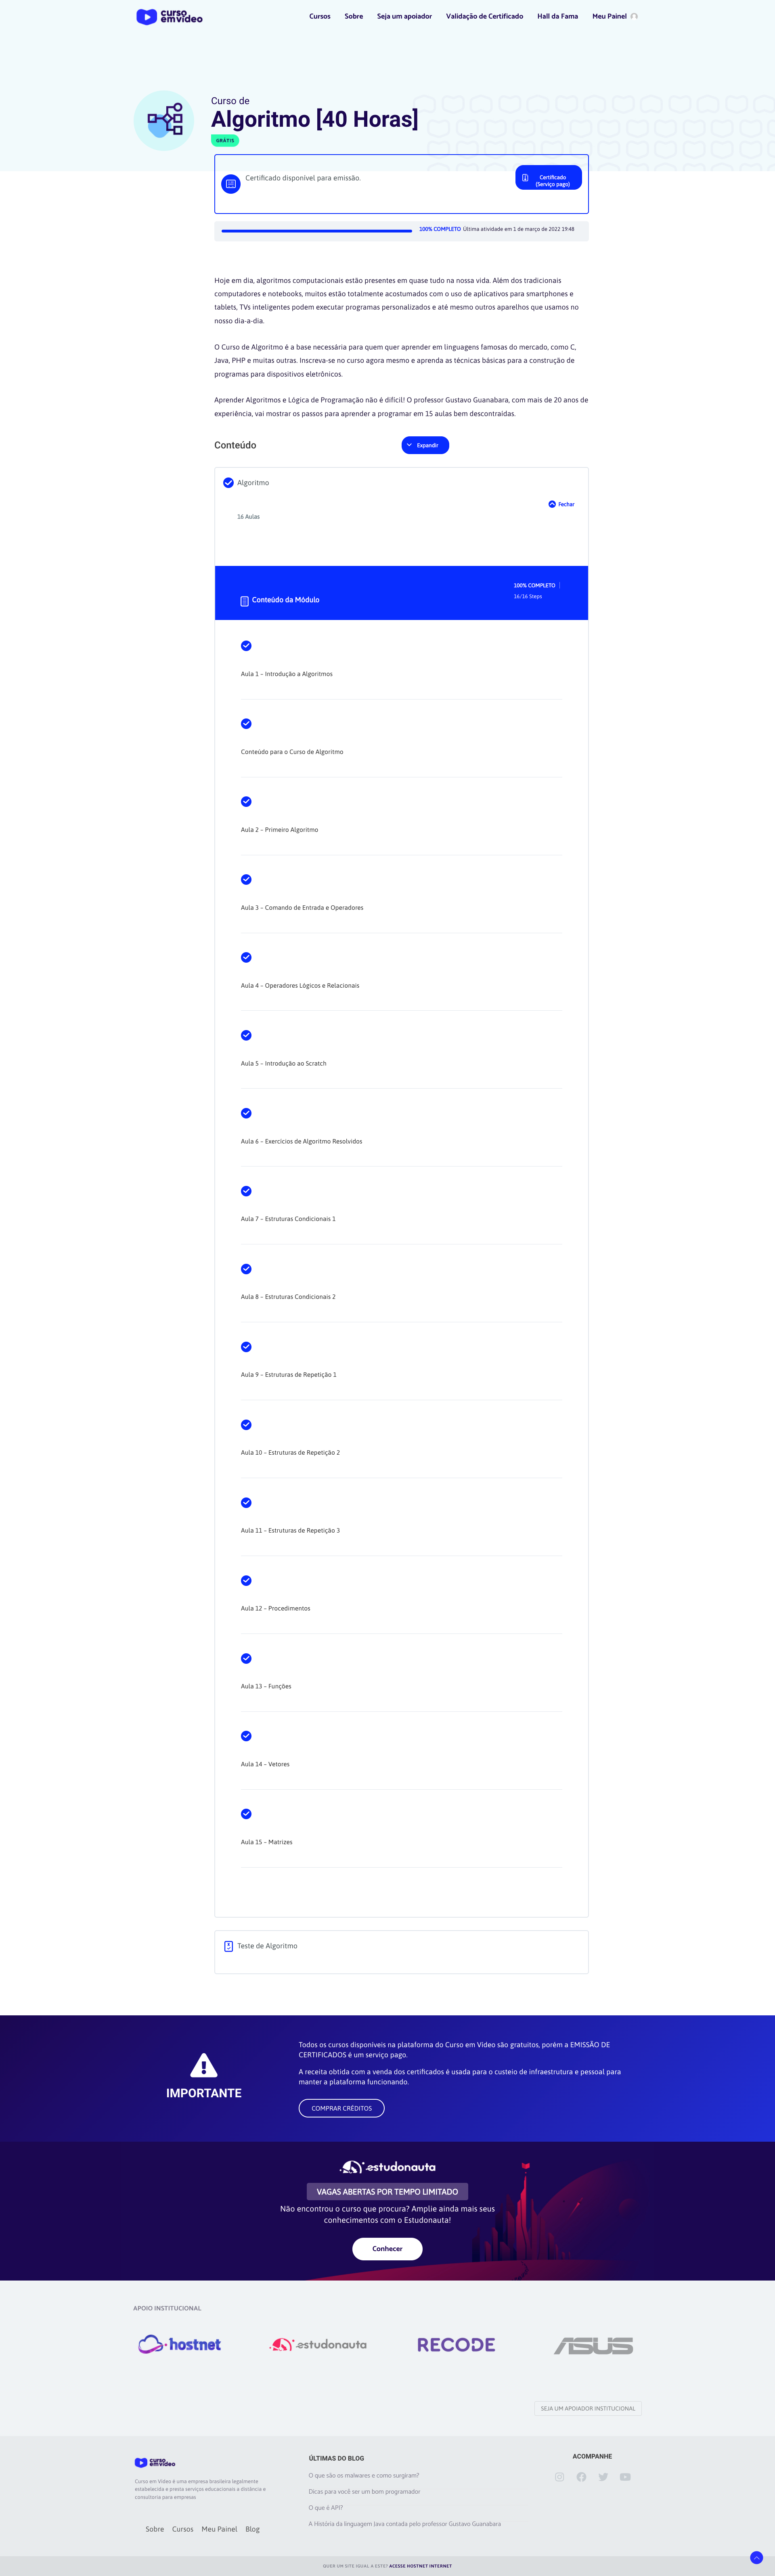 curso
em vídeo
Cursos
Sobre
Seja um apoiador
Validação de Certificado
Hall da Fama
Meu Painel
Curso de
Algoritmo [40 Horas]
GRÁTIS
Certificado disponível para emissão.
Certificado
(Serviço pago)
100% COMPLETO Última atividade em 1 de março de 2022 19:48
Hoje em dia, algoritmos computacionais estão presentes em quase tudo na nossa vida. Além dos tradicionais
computadores e notebooks, muitos estão totalmente acostumados com o uso de aplicativos para smartphones e
tablets, TVs inteligentes podem executar programas personalizados e até mesmo outros aparelhos que usamos no
nosso dia-a-dia.
O Curso de Algoritmo é a base necessária para quem quer aprender em linguagens famosas do mercado, como C,
Java, PHP e muitas outras. Inscreva-se no curso agora mesmo e aprenda as técnicas básicas para a construção de
programas para dispositivos eletrônicos.
Aprender Algoritmos e Lógica de Programação não é difícil! O professor Gustavo Guanabara, com mais de 20 anos de
experiência, vai mostrar os passos para aprender a programar em 15 aulas bem descontraídas.
Conteúdo
Expandir
Algoritmo
Fechar
16 Aulas
100% COMPLETO
Conteúdo da Módulo
16/16 Steps
Aula 1 – Introdução a Algoritmos
Conteúdo para o Curso de Algoritmo
Aula 2 – Primeiro Algoritmo
Aula 3 – Comando de Entrada e Operadores
Aula 4 – Operadores Lógicos e Relacionais
Aula 5 – Introdução ao Scratch
Aula 6 – Exercícios de Algoritmo Resolvidos
Aula 7 – Estruturas Condicionais 1
Aula 8 – Estruturas Condicionais 2
Aula 9 – Estruturas de Repetição 1
Aula 10 – Estruturas de Repetição 2
Aula 11 – Estruturas de Repetição 3
Aula 12 – Procedimentos
Aula 13 – Funções
Aula 14 – Vetores
Aula 15 – Matrizes
Teste de Algoritmo
IMPORTANTE
Todos os cursos disponíveis na plataforma do Curso em Vídeo são gratuitos, porém a EMISSÃO DE
CERTIFICADOS é um serviço pago.
A receita obtida com a venda dos certificados é usada para o custeio de infraestrutura e pessoal para
manter a plataforma funcionando.
COMPRAR CRÉDITOS
estudonauta
VAGAS ABERTAS POR TEMPO LIMITADO
Não encontrou o curso que procura? Amplie ainda mais seus
conhecimentos com o Estudonauta!
Conhecer
APOIO INSTITUCIONAL
hostnet
estudonauta
RECODE
ASUS
SEJA UM APOIADOR INSTITUCIONAL
curso
em vídeo
Curso em Vídeo é uma empresa brasileira legalmente
estabelecida e presta serviços educacionais a distância e
consultoria para empresas
Sobre
Cursos
Meu Painel
Blog
ÚLTIMAS DO BLOG
O que são os malwares e como surgiram?
Dicas para você ser um bom programador
O que é API?
A História da linguagem Java contada pelo professor Gustavo Guanabara
ACOMPANHE
QUER UM SITE IGUAL A ESTE? ACESSE HOSTNET INTERNET